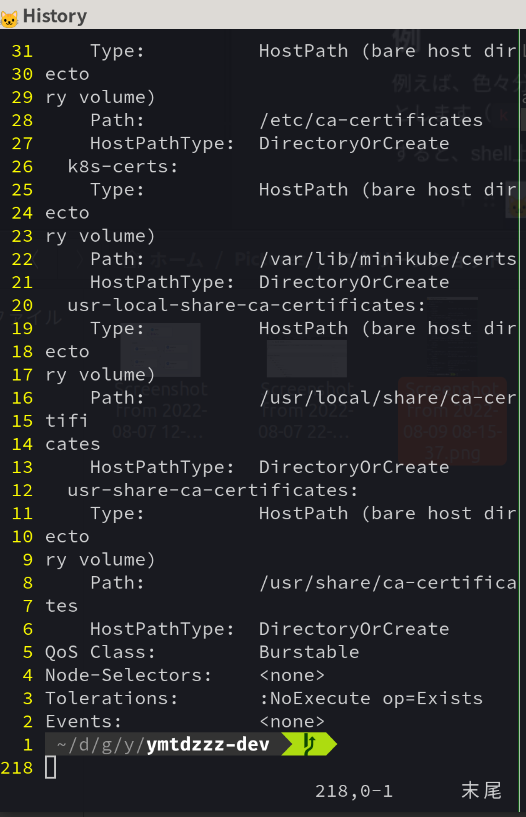 History
31     Type:          HostPath (bare host dir
30 ecto
29 ry volume)
28     Path:          /etc/ca-certificates
27     HostPathType:  DirectoryOrCreate
26   k8s-certs:
25     Type:          HostPath (bare host dir
24 ecto
23 ry volume)
22     Path:          /var/lib/minikube/certs
21     HostPathType:  DirectoryOrCreate
20   usr-local-share-ca-certificates:
19     Type:          HostPath (bare host dir
18 ecto
17 ry volume)
16     Path:          /usr/local/share/ca-cer
15 tifi
14 cates
13     HostPathType:  DirectoryOrCreate
12   usr-share-ca-certificates:
11     Type:          HostPath (bare host dir
10 ecto
9 ry volume)
8     Path:          /usr/share/ca-certifica
7 tes
6     HostPathType:  DirectoryOrCreate
5 QoS Class:         Burstable
4 Node-Selectors:    <none>
3 Tolerations:       :NoExecute op=Exists
2 Events:            <none>
1  ~/d/g/y/ymtdzzz-dev
218
218,0-1 末尾
例
例えば、色々
とします
すると、shell
ホーム / Pic
ファイル
Screenshot from 2022-08-07 12-...
Screenshot from 2022-08-07 22-...
Screenshot from 2022-08-09 08-15-37.png